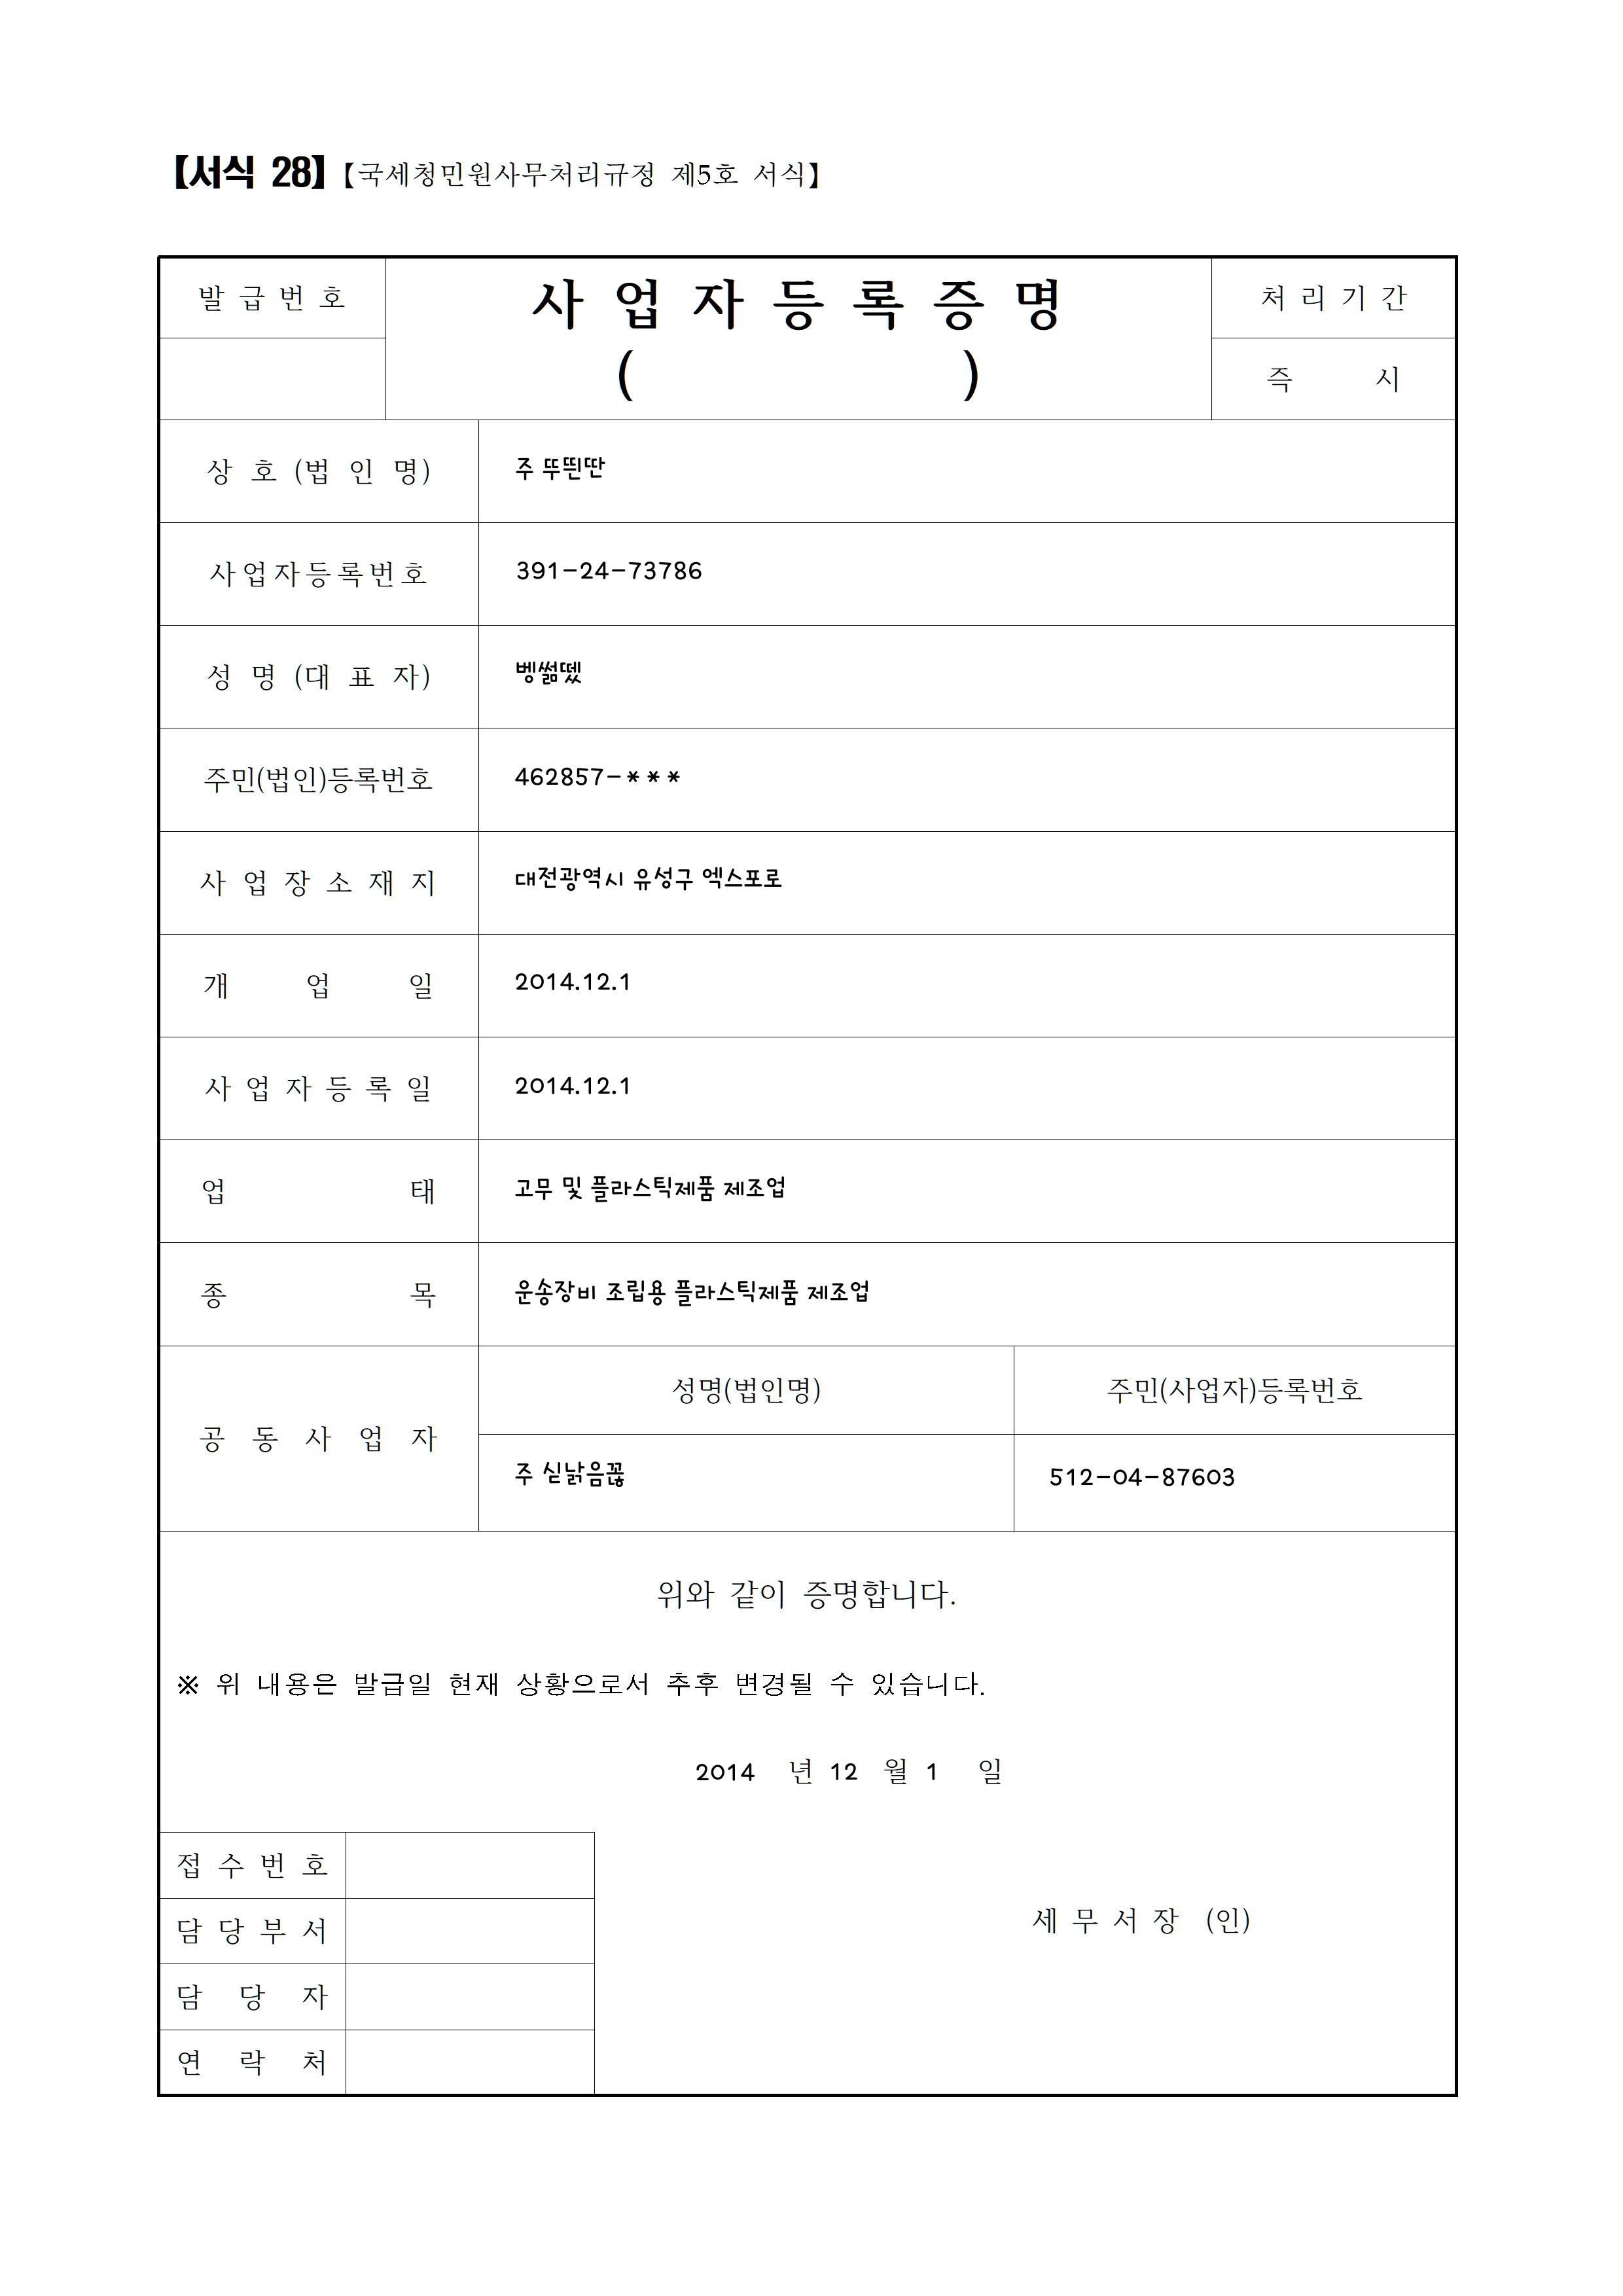 【서식 28】【국세청민원사무처리규정 제5호 서식】
발 급 번 호
사 업 자 등 록 증 명
( )
처 리 기 간
즉 시
상 호 (법 인 명) 주 뚜띈딴
사업자등록번호 391-24-73786
성 명 (대 표 자) 벵썲뗐
주민(법인)등록번호 462857-***
사 업 장 소 재 지 대전광역시 유성구 엑스포로
개 업 일 2014.12.1
사 업 자 등 록 일 2014.12.1
업 태 고무 및 플라스틱제품 제조업
종 목 운송장비 조립용 플라스틱제품 제조업
공 동 사 업 자
성명(법인명) 주민(사업자)등록번호
주 싣낡음꿇 512-04-87603
위와 같이 증명합니다.
※ 위 내용은 발급일 현재 상황으로서 추후 변경될 수 있습니다.
2014 년 12 월 1 일
접 수 번 호
담 당 부 서
담 당 자
연 락 처
세 무 서 장 (인)